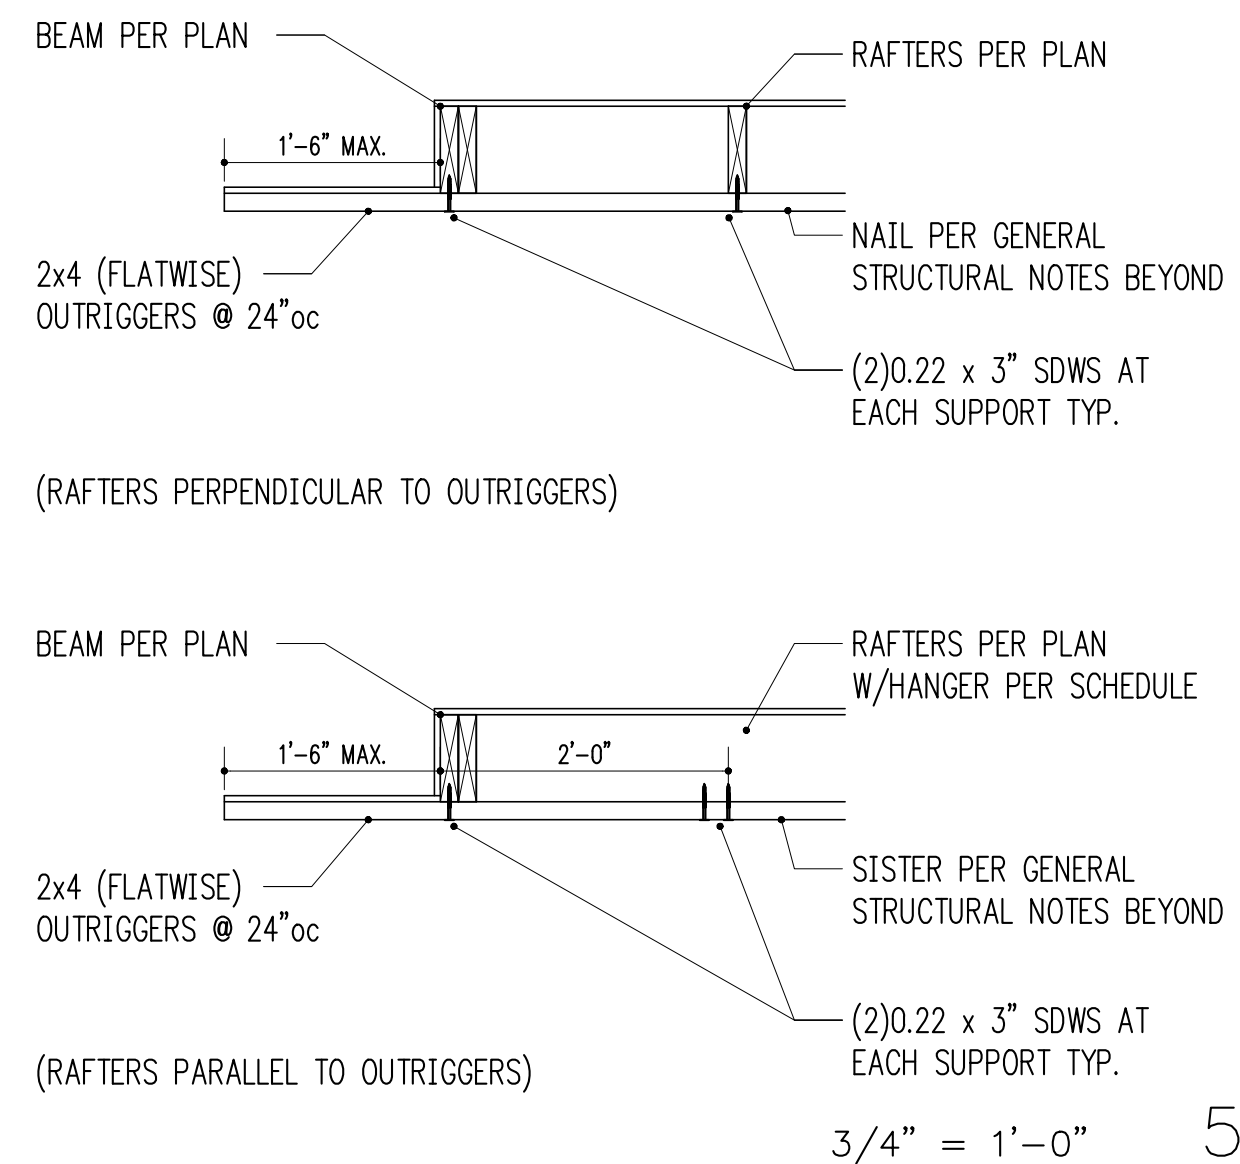 BEAM PER PLAN
RAFTERS PER PLAN
1'-6" MAX.
NAIL PER GENERAL
STRUCTURAL NOTES BEYOND
2x4 (FLATWISE)
OUTRIGGERS @ 24"oc
(2)0.22 x 3" SDWS AT
EACH SUPPORT TYP.
(RAFTERS PERPENDICULAR TO OUTRIGGERS)
BEAM PER PLAN
RAFTERS PER PLAN
W/HANGER PER SCHEDULE
1'-6" MAX.
2'-0"
SISTER PER GENERAL
STRUCTURAL NOTES BEYOND
2x4 (FLATWISE)
OUTRIGGERS @ 24"oc
(2)0.22 x 3" SDWS AT
EACH SUPPORT TYP.
(RAFTERS PARALLEL TO OUTRIGGERS)
3/4" = 1'-0"
5